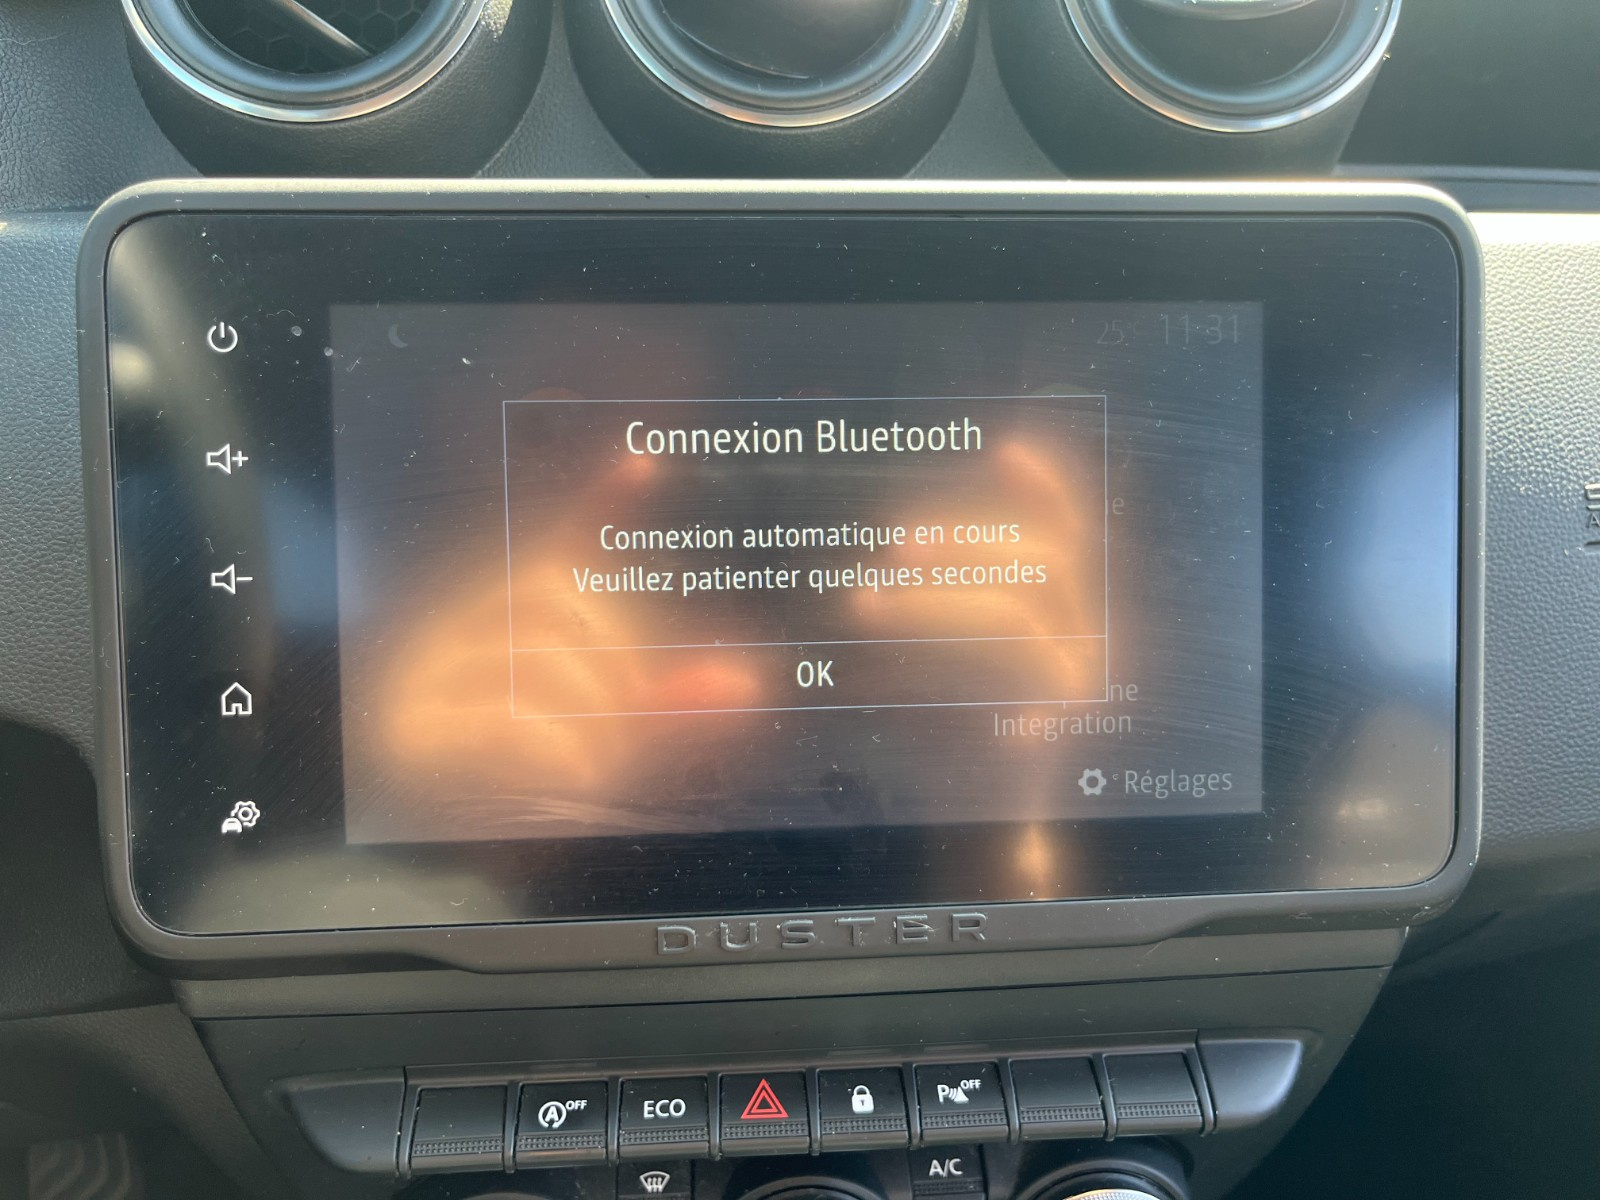 25°C 11:31
Connexion Bluetooth
Connexion automatique en cours
Veuillez patienter quelques secondes
OK
Integration
Réglages
DUSTER
A OFF
ECO
P OFF
A/C